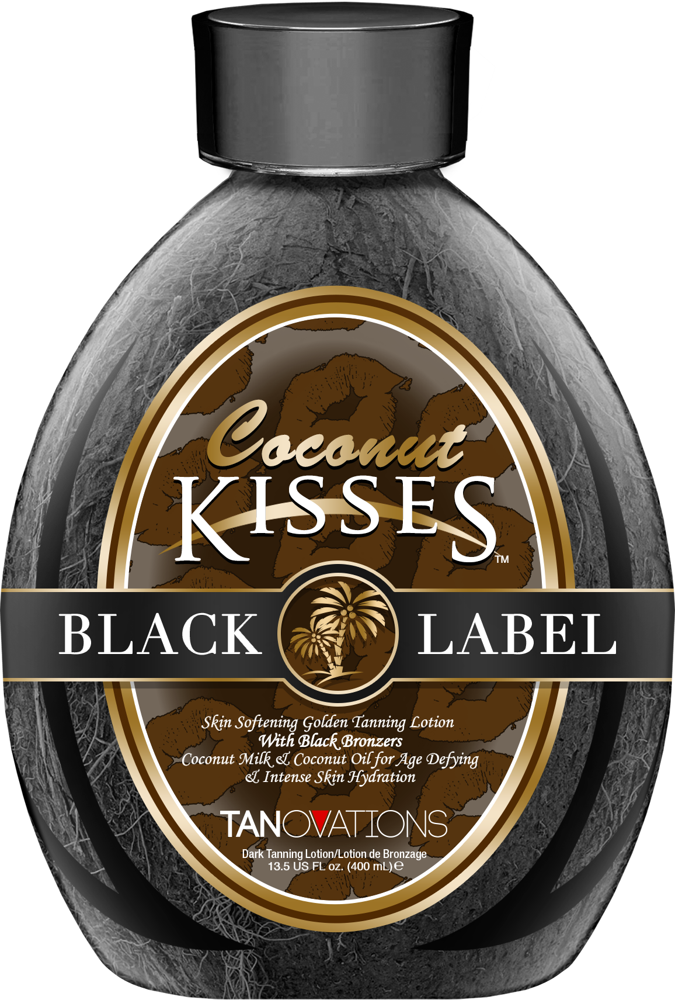 Coconut
KISSES™
BLACK LABEL
Skin Softening Golden Tanning Lotion
With Black Bronzers
Coconut Milk & Coconut Oil for Age Defying
& Intense Skin Hydration
TANOVATIONS
Dark Tanning Lotion/Lotion de Bronzage
13.5 US FL oz. (400 mL)℮